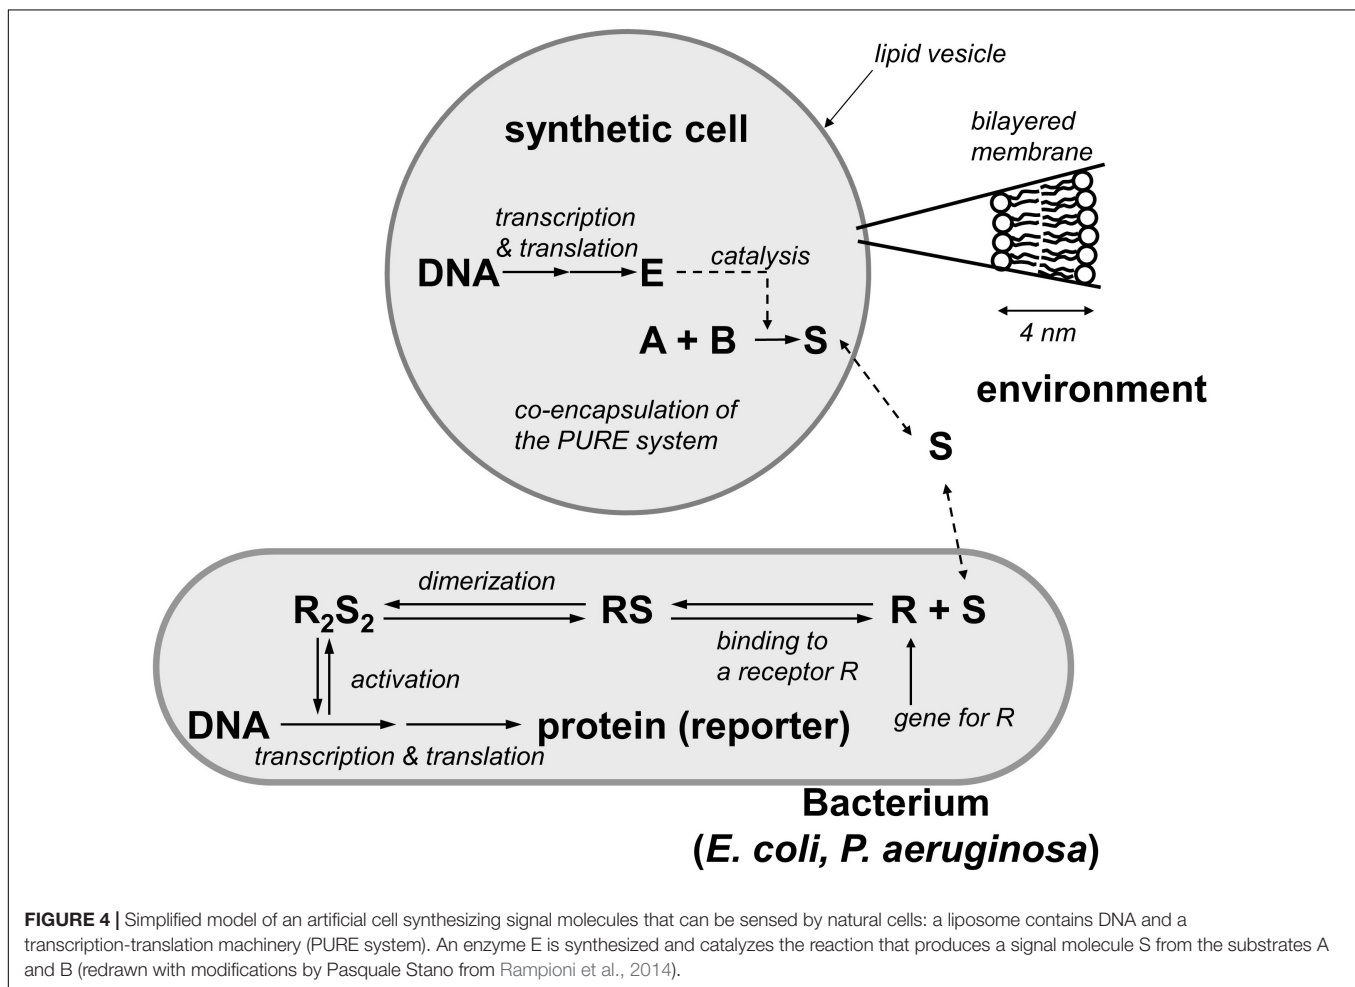 lipid vesicle
synthetic cell
bilayered
membrane
transcription
& translation
catalysis
DNA
E
4 nm
A + B
S
environment
co-encapsulation of
the PURE system
S
dimerization
R₂S₂
RS
R + S
binding to
a receptor R
activation
gene for R
DNA
protein (reporter)
transcription & translation
Bacterium
(E. coli, P. aeruginosa)
FIGURE 4 | Simplified model of an artificial cell synthesizing signal molecules that can be sensed by natural cells: a liposome contains DNA and a
transcription-translation machinery (PURE system). An enzyme E is synthesized and catalyzes the reaction that produces a signal molecule S from the substrates A
and B (redrawn with modifications by Pasquale Stano from Rampioni et al., 2014).